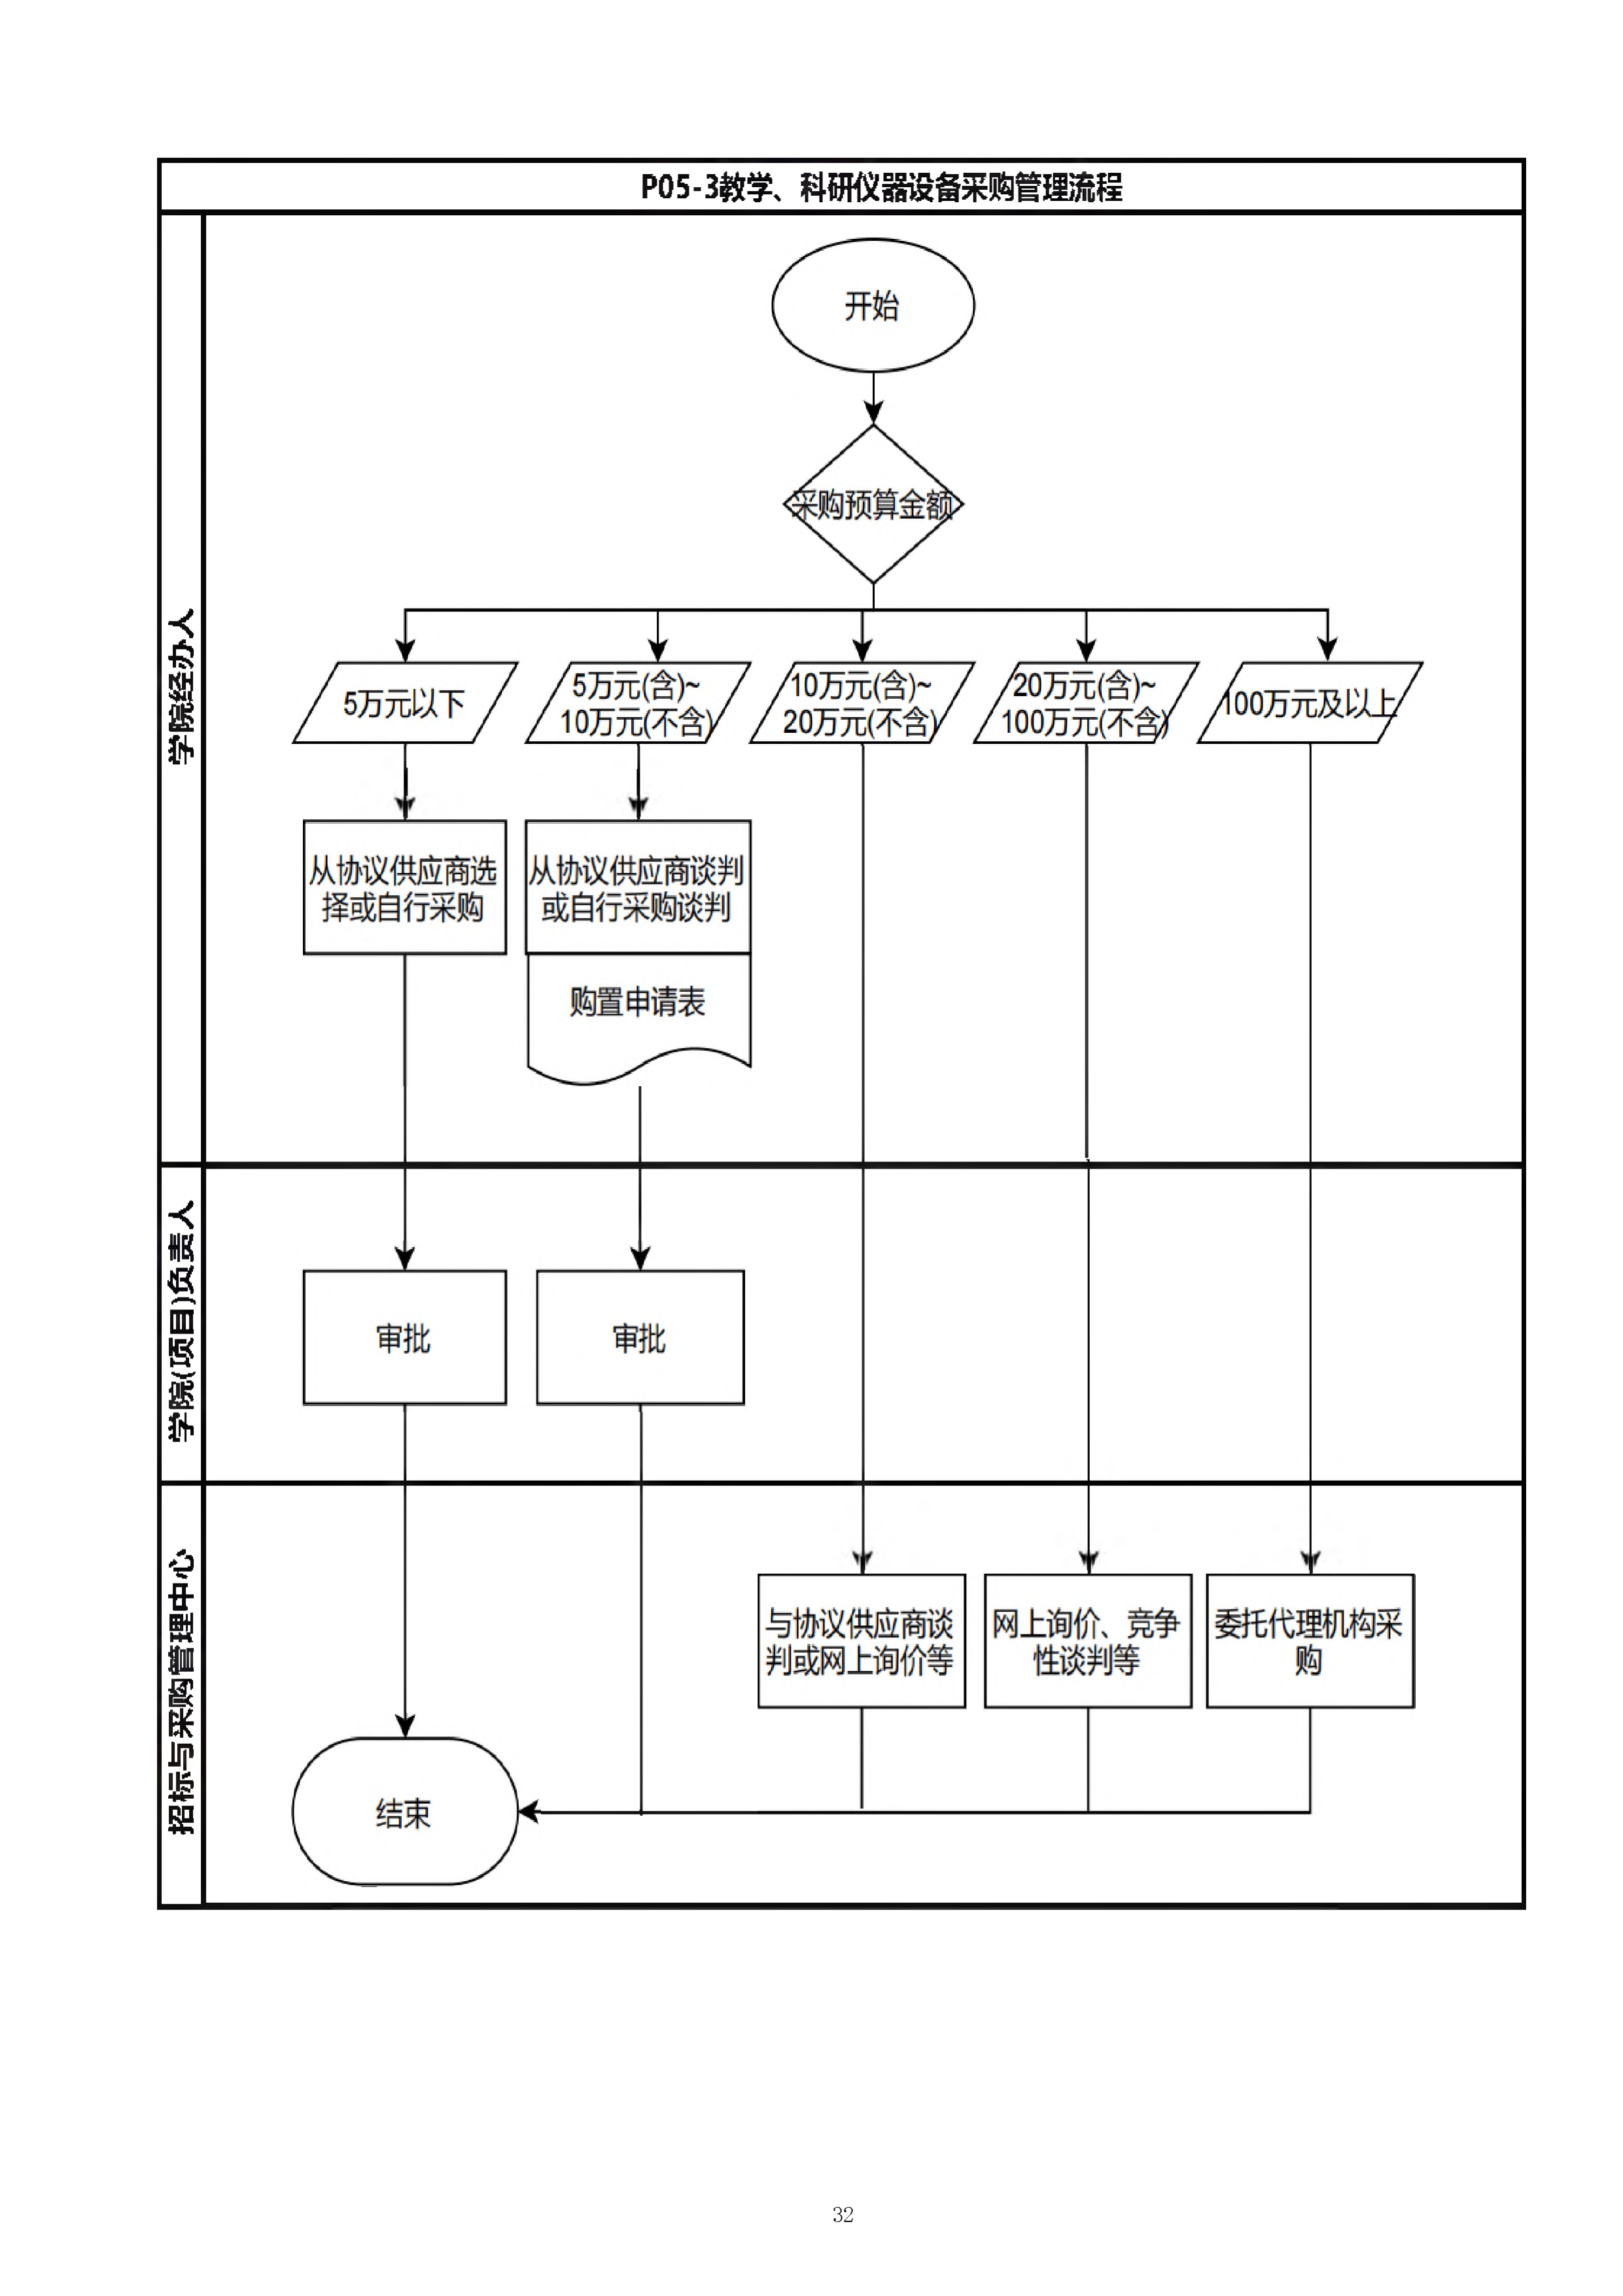 P05-3教学、科研仪器设备采购管理流程
学院经办人
开始
采购预算金额
5万元以下
5万元(含)~
10万元(不含)
10万元(含)~
20万元(不含)
20万元(含)~
100万元(不含)
100万元及以上
从协议供应商选
择或自行采购
从协议供应商谈判
或自行采购谈判
购置申请表
学院(项目)负责人
审批
审批
招标与采购管理中心
与协议供应商谈
判或网上询价等
网上询价、竞争
性谈判等
委托代理机构采
购
结束
32